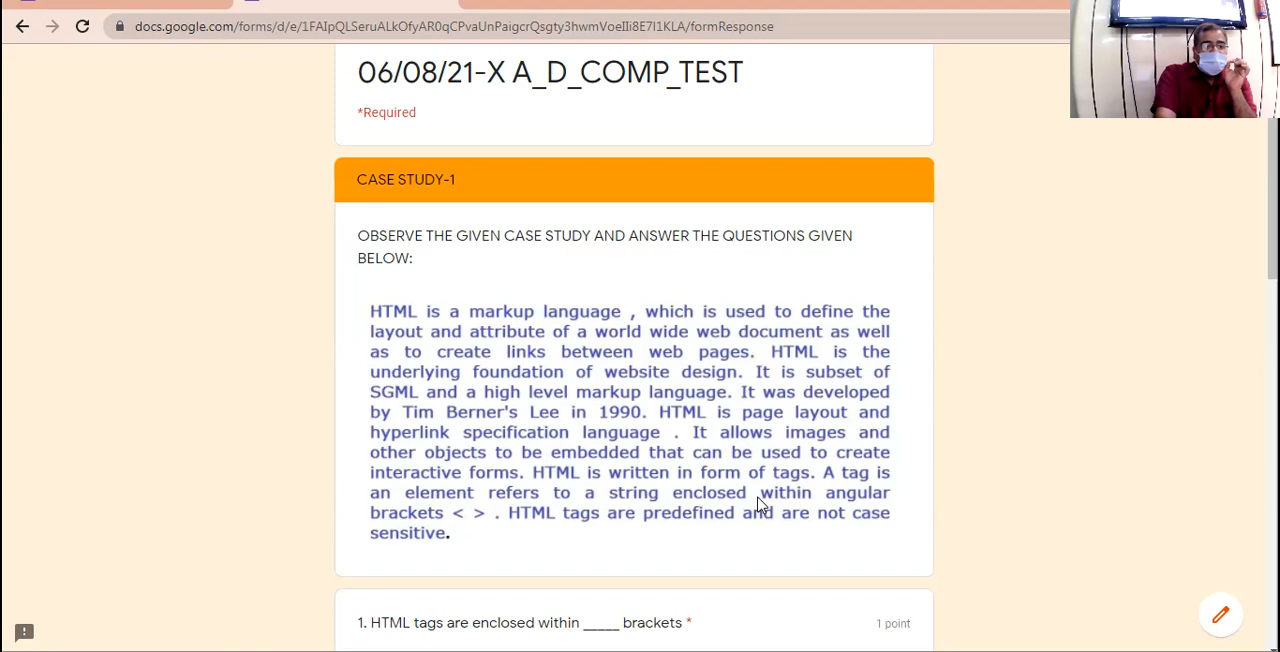 docs.google.com/forms/d/e/1FAIpQLSeruALkOfyAR0qCPvaUnPaigcrQsgty3hwmVoeIIi8E7l1KLA/formResponse
06/08/21-X A_D_COMP_TEST
*Required
CASE STUDY-1
OBSERVE THE GIVEN CASE STUDY AND ANSWER THE QUESTIONS GIVEN
BELOW:
HTML is a markup language , which is used to define the
layout and attribute of a world wide web document as well
as to create links between web pages. HTML is the
underlying foundation of website design. It is subset of
SGML and a high level markup language. It was developed
by Tim Berner's Lee in 1990. HTML is page layout and
hyperlink specification language . It allows images and
other objects to be embedded that can be used to create
interactive forms. HTML is written in form of tags. A tag is
an element refers to a string enclosed within angular
brackets < > . HTML tags are predefined and are not case
sensitive.
1. HTML tags are enclosed within _____ brackets *
1 point